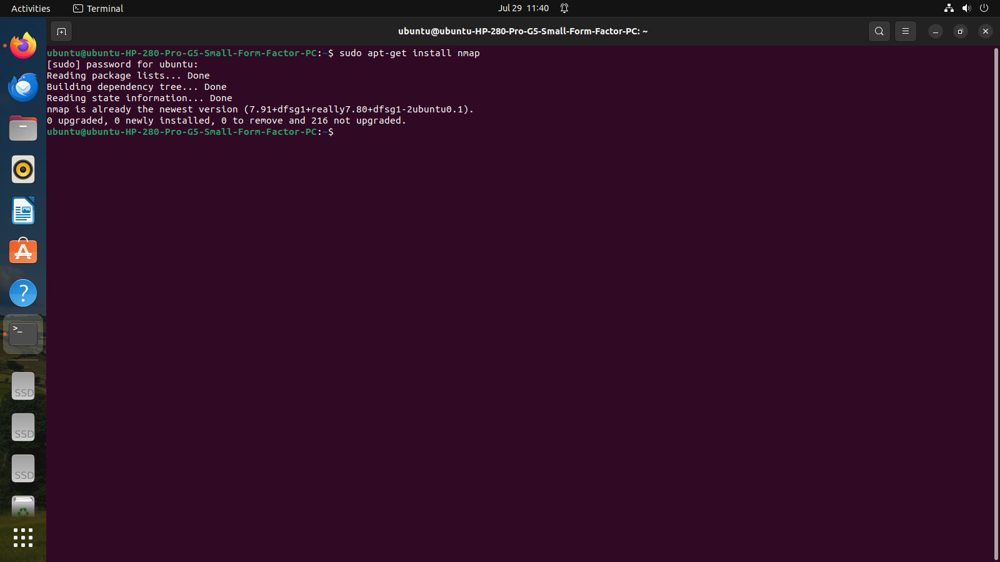 Activities
Terminal
Jul 29 11:40
ubuntu@ubuntu-HP-280-Pro-G5-Small-Form-Factor-PC: ~
ubuntu@ubuntu-HP-280-Pro-G5-Small-Form-Factor-PC:~$ sudo apt-get install nmap
[sudo] password for ubuntu:
Reading package lists... Done
Building dependency tree... Done
Reading state information... Done
nmap is already the newest version (7.91+dfsg1+really7.80+dfsg1-2ubuntu0.1).
0 upgraded, 0 newly installed, 0 to remove and 216 not upgraded.
ubuntu@ubuntu-HP-280-Pro-G5-Small-Form-Factor-PC:~$
SSD
SSD
SSD